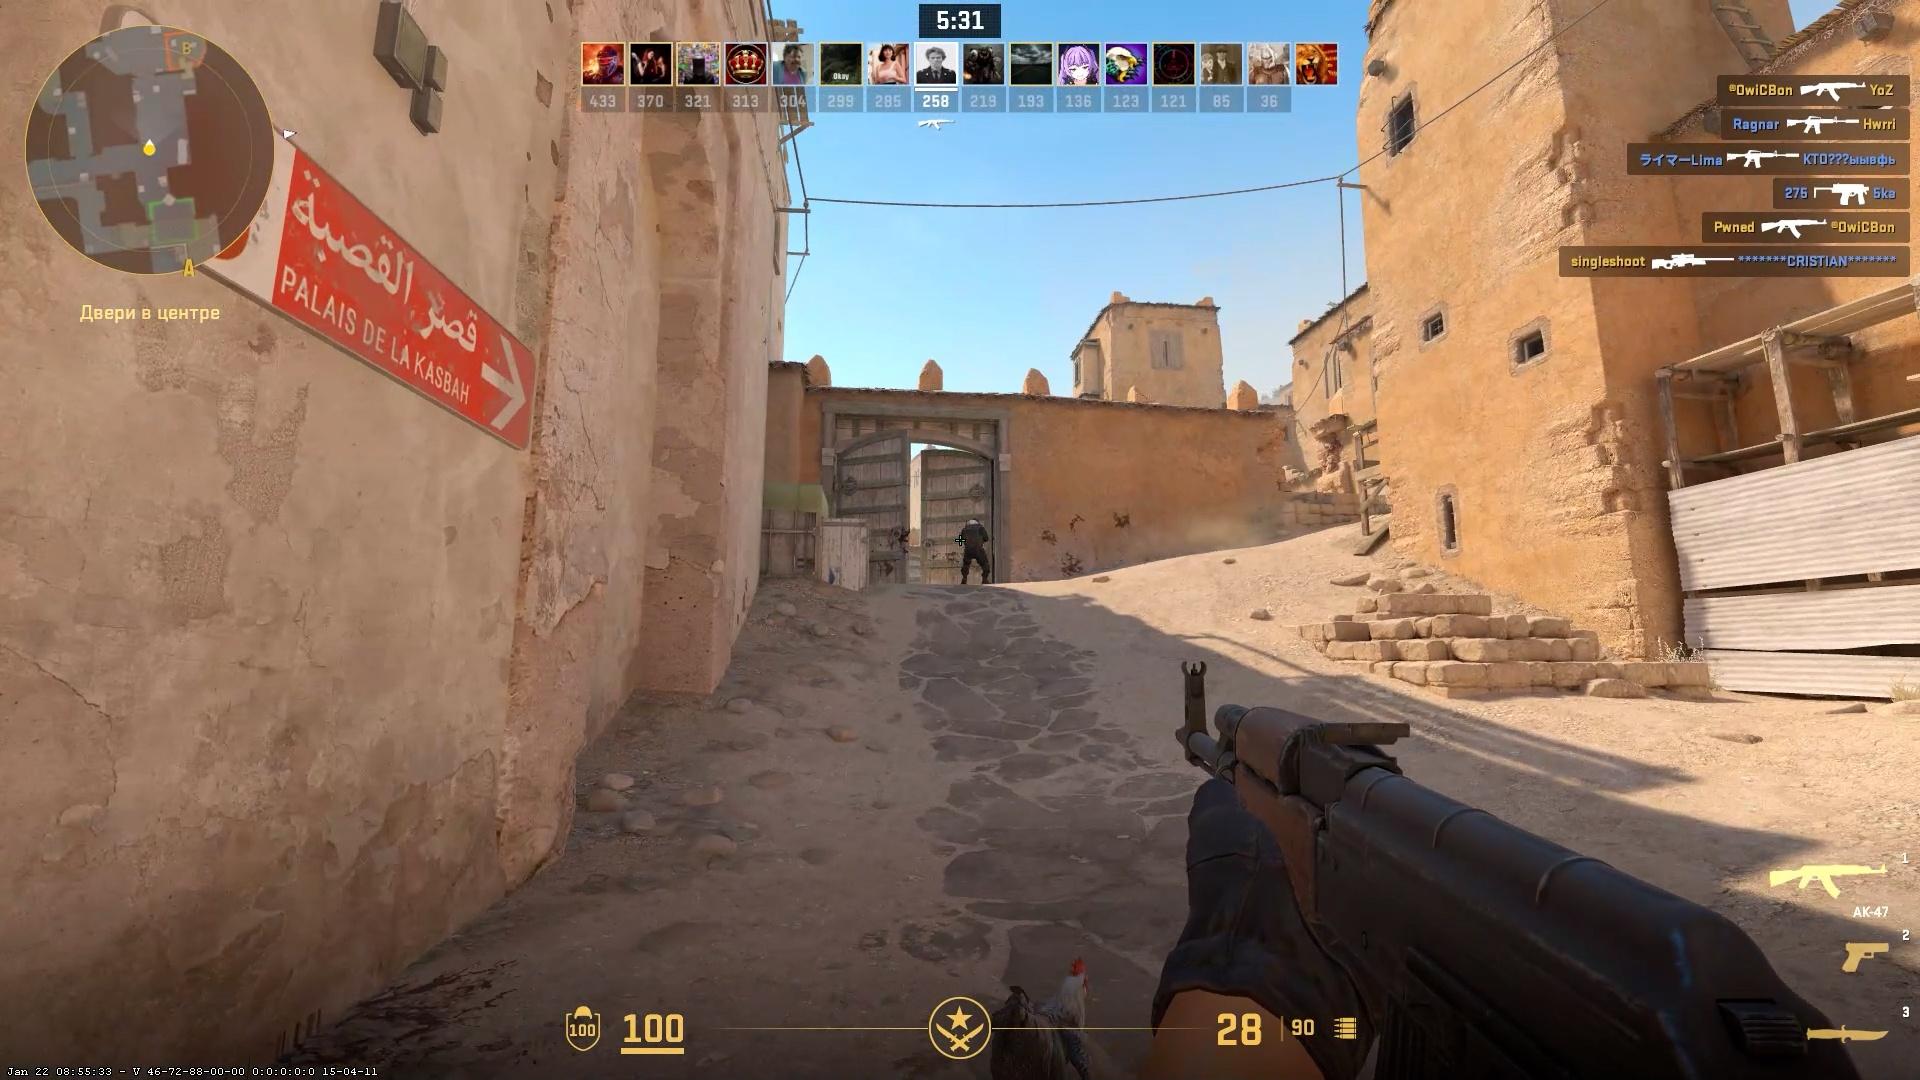 5:31
Okay
433 370 321 313 304 299 285 258 219 193 136 123 121 85 36
B
A
Двери в центре
قصر القصبة
PALAIS DE LA KASBAH
@OwiCBon YoZ
Ragnar Hwrri
ライマーLima КТО???ыывфь
275 Ska
Pwned @OwiCBon
singleshoot *******CRISTIAN*******
1
AK-47
2
3
100 100
28 90
Jan 22 08:55:33 - V 46-72-88-00-00 0:0:0:0:0 15-04-11